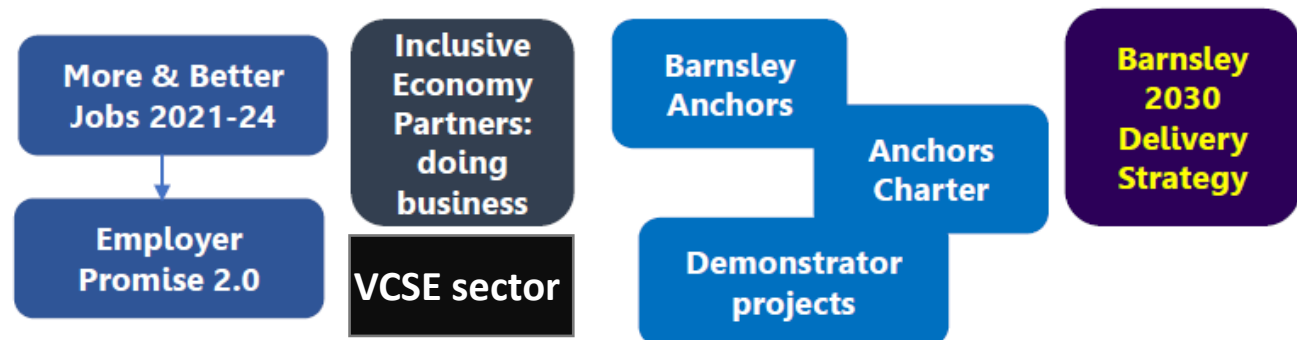 More & Better
Jobs 2021-24
Employer
Promise 2.0
Inclusive
Economy
Partners:
doing
business
VCSE sector
Barnsley
Anchors
Anchors
Charter
Demonstrator
projects
Barnsley
2030
Delivery
Strategy